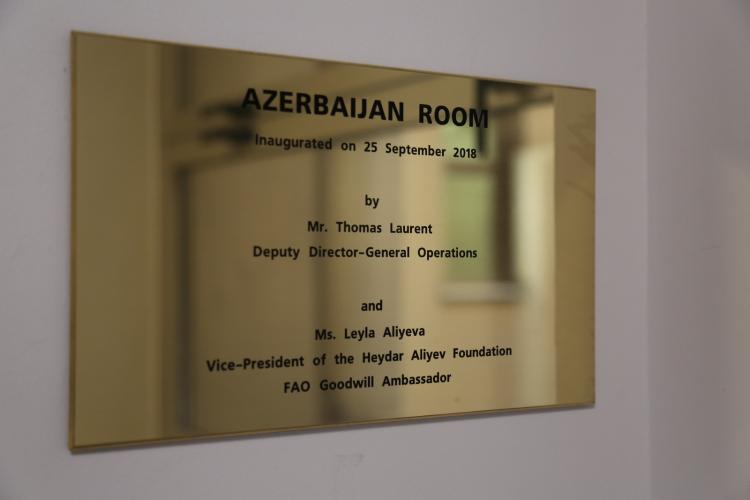 AZERBAIJAN ROOM
Inaugurated on 25 September 2018
by
Mr. Thomas Laurent
Deputy Director-General Operations
and
Ms. Leyla Aliyeva
Vice-President of the Heydar Aliyev Foundation
FAO Goodwill Ambassador